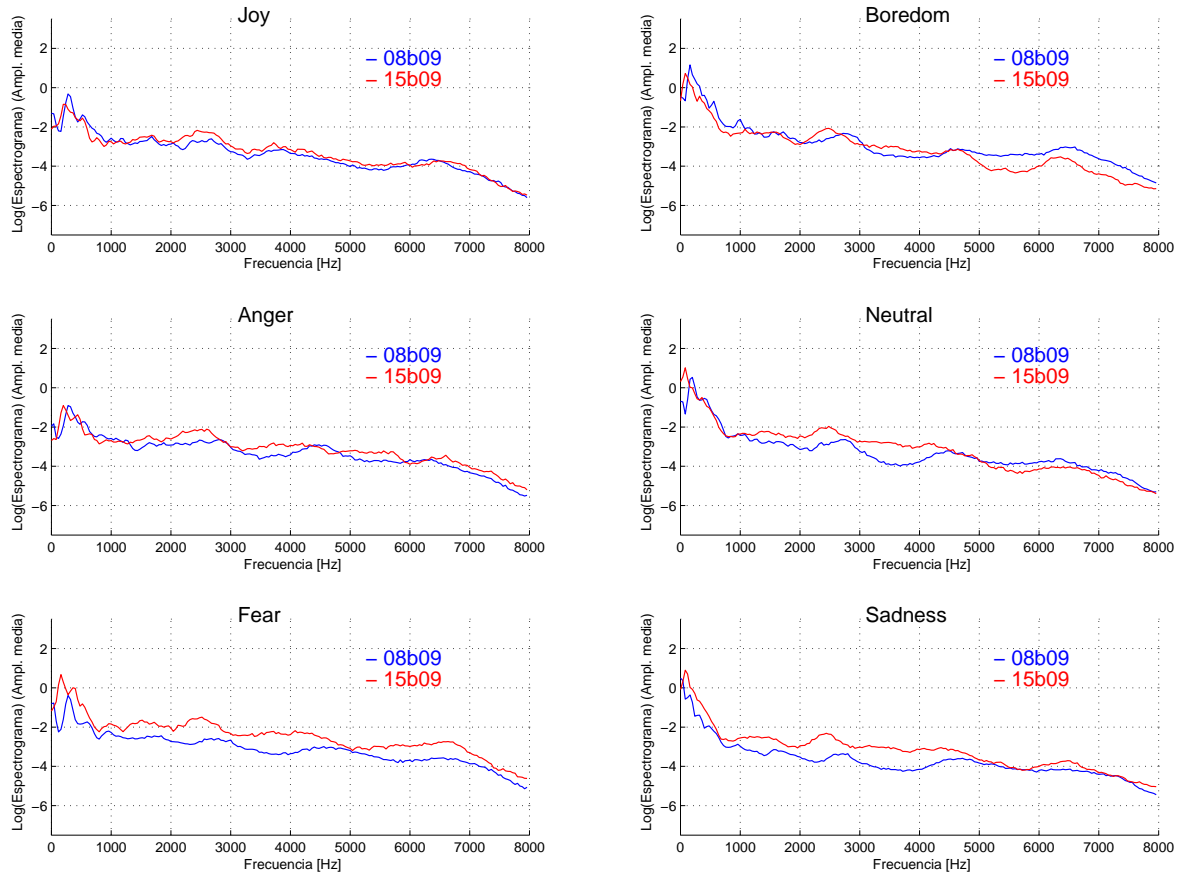 Joy
Log(Espectrograma) (Ampl. media)
2
0
−2
−4
−6
– 08b09
– 15b09
0 1000 2000 3000 4000 5000 6000 7000 8000
Frecuencia [Hz]
Boredom
Log(Espectrograma) (Ampl. media)
2
0
−2
−4
−6
– 08b09
– 15b09
0 1000 2000 3000 4000 5000 6000 7000 8000
Frecuencia [Hz]
Anger
Log(Espectrograma) (Ampl. media)
2
0
−2
−4
−6
– 08b09
– 15b09
0 1000 2000 3000 4000 5000 6000 7000 8000
Frecuencia [Hz]
Neutral
Log(Espectrograma) (Ampl. media)
2
0
−2
−4
−6
– 08b09
– 15b09
0 1000 2000 3000 4000 5000 6000 7000 8000
Frecuencia [Hz]
Fear
Log(Espectrograma) (Ampl. media)
2
0
−2
−4
−6
– 08b09
– 15b09
0 1000 2000 3000 4000 5000 6000 7000 8000
Frecuencia [Hz]
Sadness
Log(Espectrograma) (Ampl. media)
2
0
−2
−4
−6
– 08b09
– 15b09
0 1000 2000 3000 4000 5000 6000 7000 8000
Frecuencia [Hz]